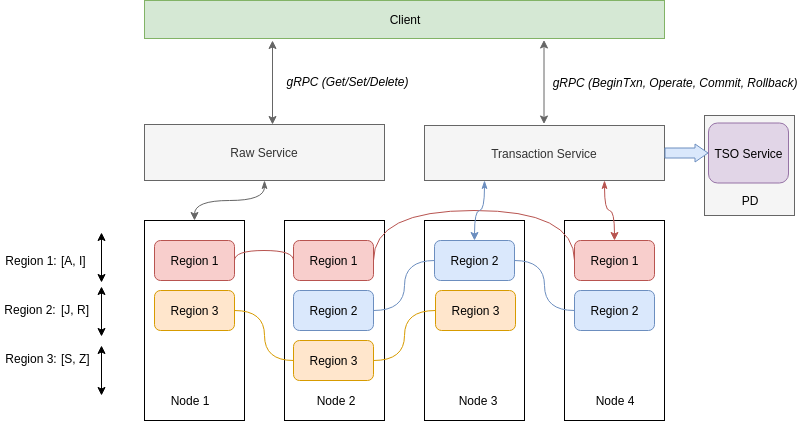 Client
gRPC (Get/Set/Delete)
gRPC (BeginTxn, Operate, Commit, Rollback)
Raw Service
Transaction Service
TSO Service
PD
Region 1: [A, I]
Region 1
Region 1
Region 2
Region 1
Region 2: [J, R]
Region 3
Region 2
Region 3
Region 2
Region 3: [S, Z]
Region 3
Node 1
Node 2
Node 3
Node 4